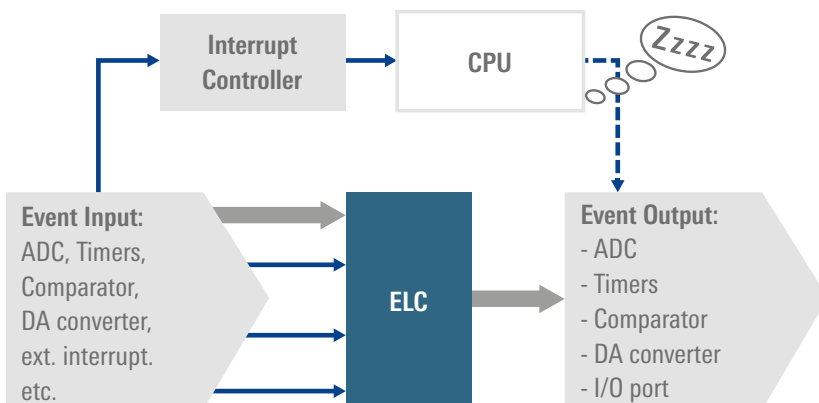 Interrupt
Controller
CPU
Zzzz
Event Input:
ADC, Timers,
Comparator,
DA converter,
ext. interrupt.
etc.
ELC
Event Output:
- ADC
- Timers
- Comparator
- DA converter
- I/O port